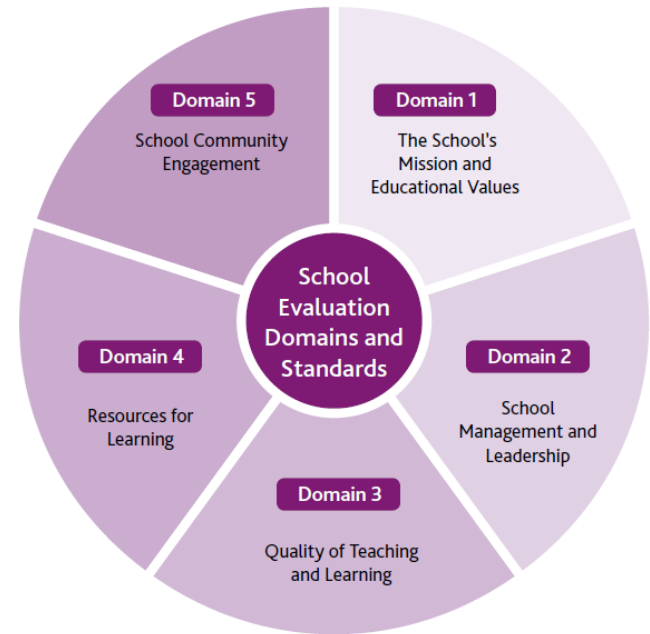 School
Evaluation
Domains and
Standards
Domain 1
The School's
Mission and
Educational Values
Domain 2
School
Management and
Leadership
Domain 3
Quality of Teaching
and Learning
Domain 4
Resources for
Learning
Domain 5
School Community
Engagement